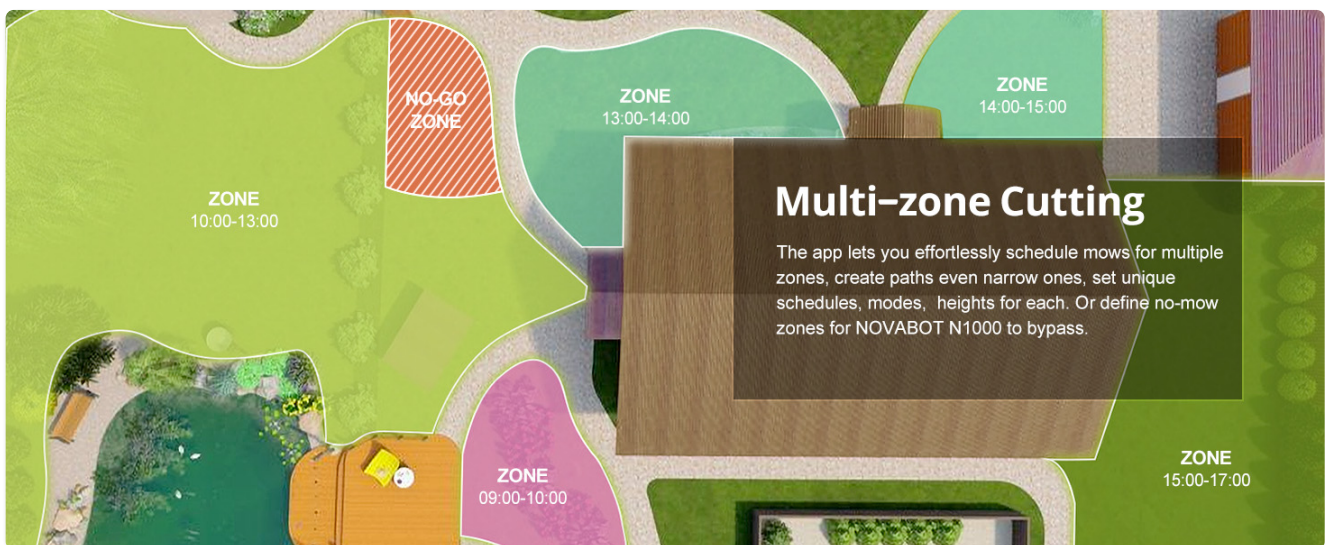 NO-GO
ZONE
ZONE
13:00-14:00
ZONE
14:00-15:00
ZONE
10:00-13:00
Multi-zone Cutting
The app lets you effortlessly schedule mows for multiple
zones, create paths even narrow ones, set unique
schedules, modes,  heights for each. Or define no-mow
zones for NOVABOT N1000 to bypass.
ZONE
09:00-10:00
ZONE
15:00-17:00